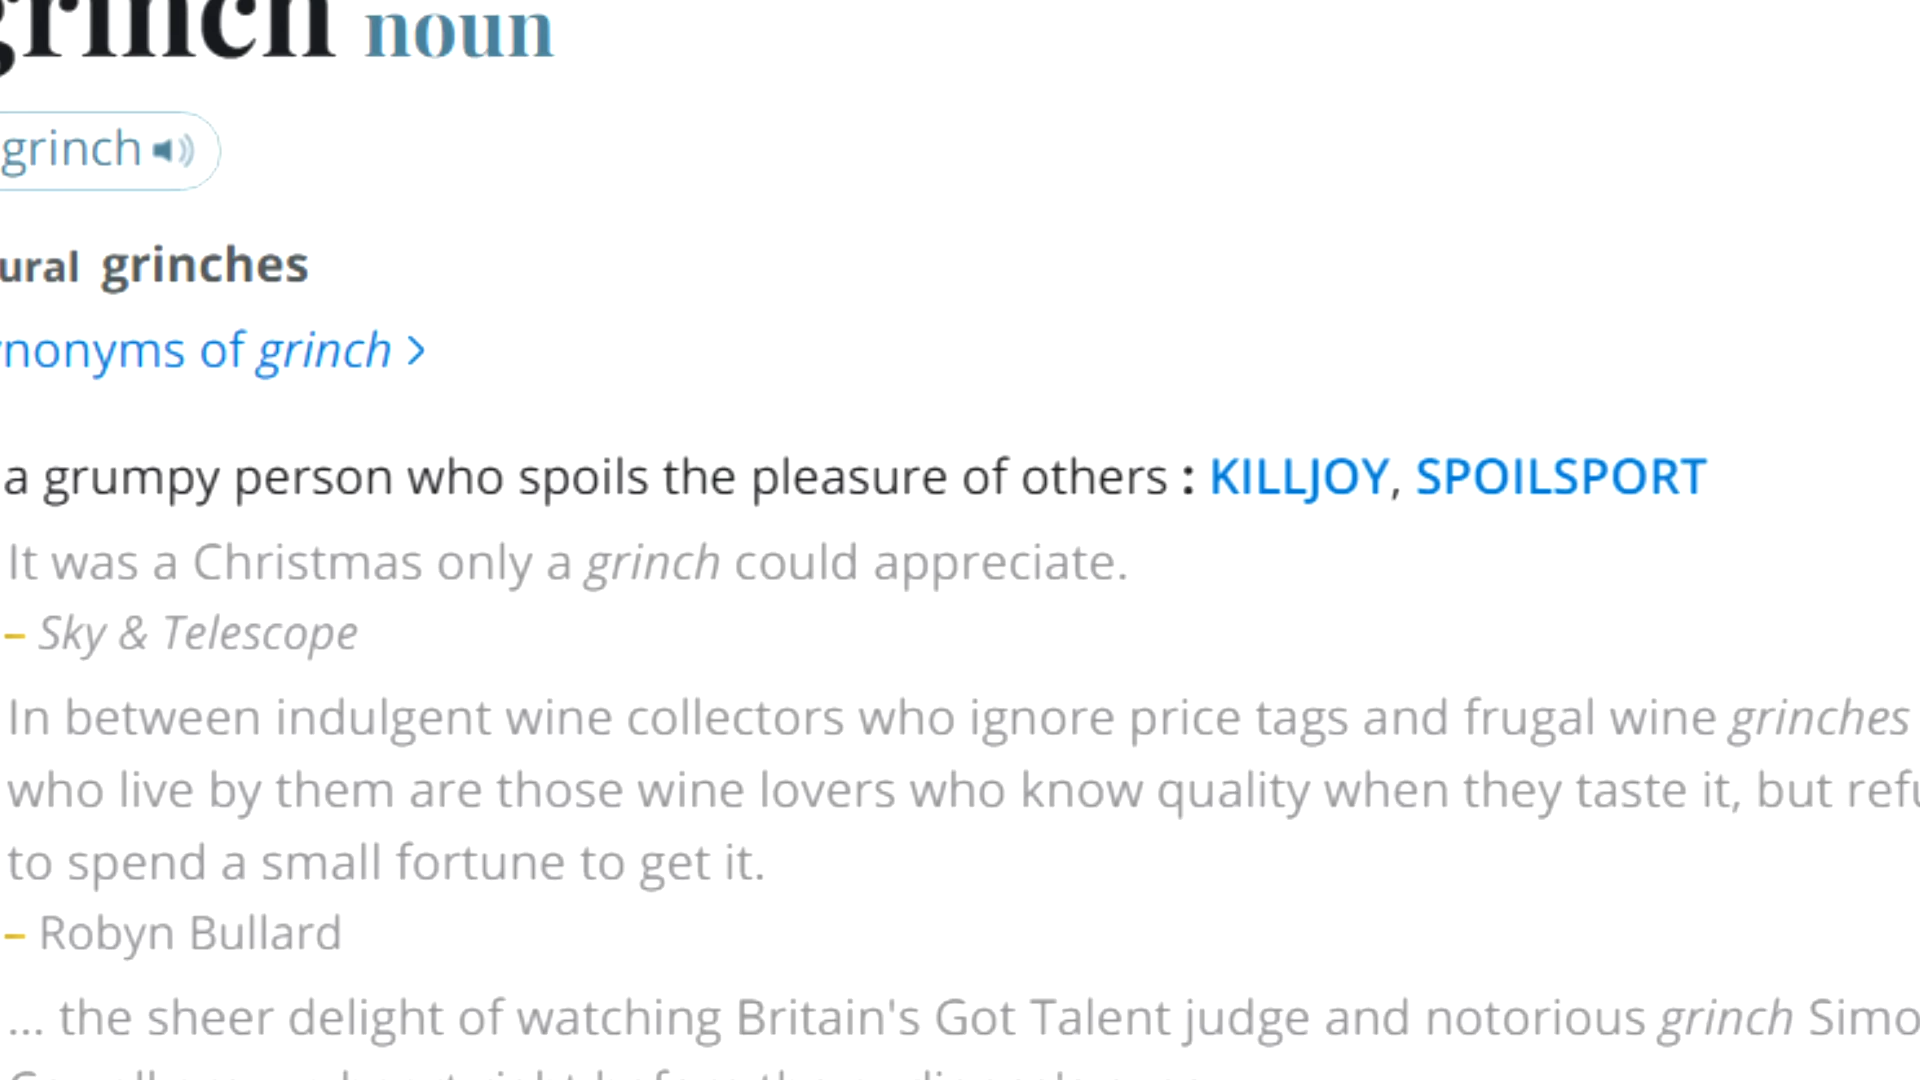 grinch noun
grinch
ural grinches
nonyms of grinch >
a grumpy person who spoils the pleasure of others : KILLJOY, SPOILSPORT
It was a Christmas only a grinch could appreciate.
– Sky & Telescope
In between indulgent wine collectors who ignore price tags and frugal wine grinches
who live by them are those wine lovers who know quality when they taste it, but refu
to spend a small fortune to get it.
– Robyn Bullard
... the sheer delight of watching Britain's Got Talent judge and notorious grinch Simo